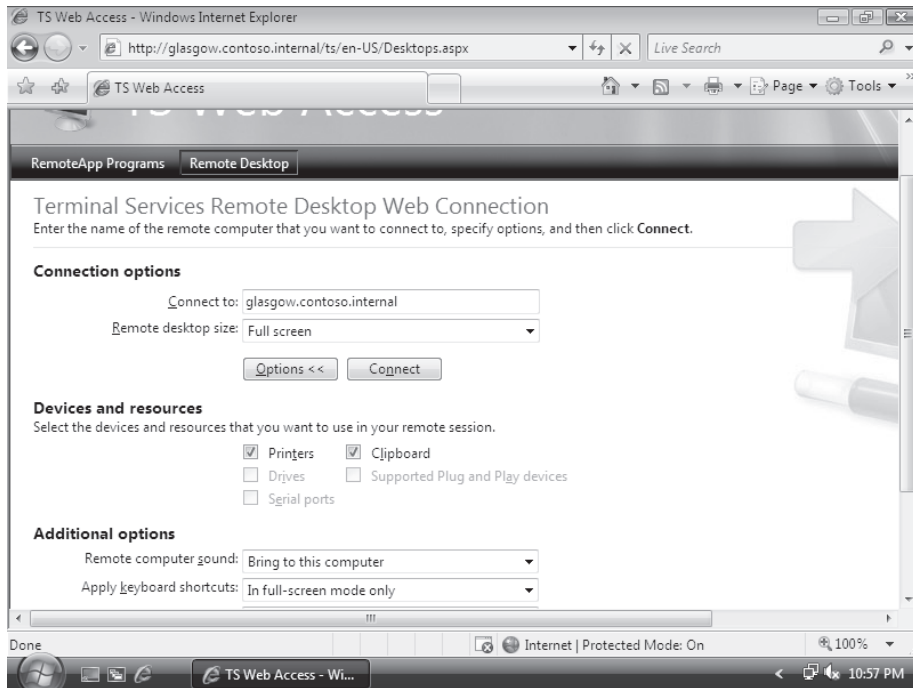 TS Web Access - Windows Internet Explorer
http://glasgow.contoso.internal/ts/en-US/Desktops.aspx
Live Search
TS Web Access
Page
Tools
TS Web Access
RemoteApp Programs
Remote Desktop
Terminal Services Remote Desktop Web Connection
Enter the name of the remote computer that you want to connect to, specify options, and then click Connect.
Connection options
Connect to: glasgow.contoso.internal
Remote desktop size: Full screen
Options <<
Connect
Devices and resources
Select the devices and resources that you want to use in your remote session.
Printers
Clipboard
Drives
Supported Plug and Play devices
Serial ports
Additional options
Remote computer sound: Bring to this computer
Apply keyboard shortcuts: In full-screen mode only
Done
Internet | Protected Mode: On
100%
TS Web Access - Wi...
10:57 PM